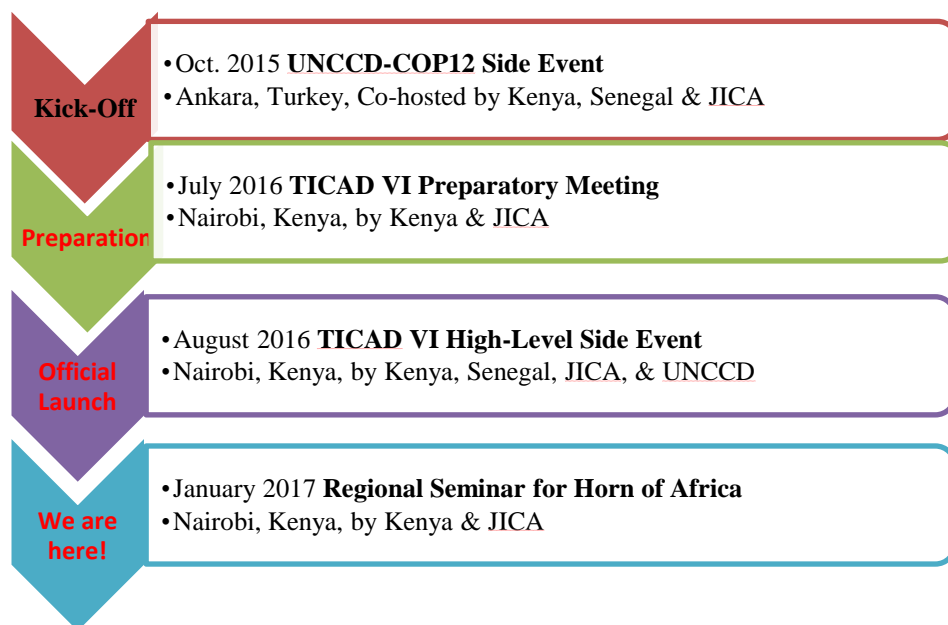 Kick-Off
•Oct. 2015 UNCCD-COP12 Side Event
•Ankara, Turkey, Co-hosted by Kenya, Senegal & JICA
Preparation
•July 2016 TICAD VI Preparatory Meeting
•Nairobi, Kenya, by Kenya & JICA
Official
Launch
•August 2016 TICAD VI High-Level Side Event
•Nairobi, Kenya, by Kenya, Senegal, JICA, & UNCCD
We are
here!
•January 2017 Regional Seminar for Horn of Africa
•Nairobi, Kenya, by Kenya & JICA